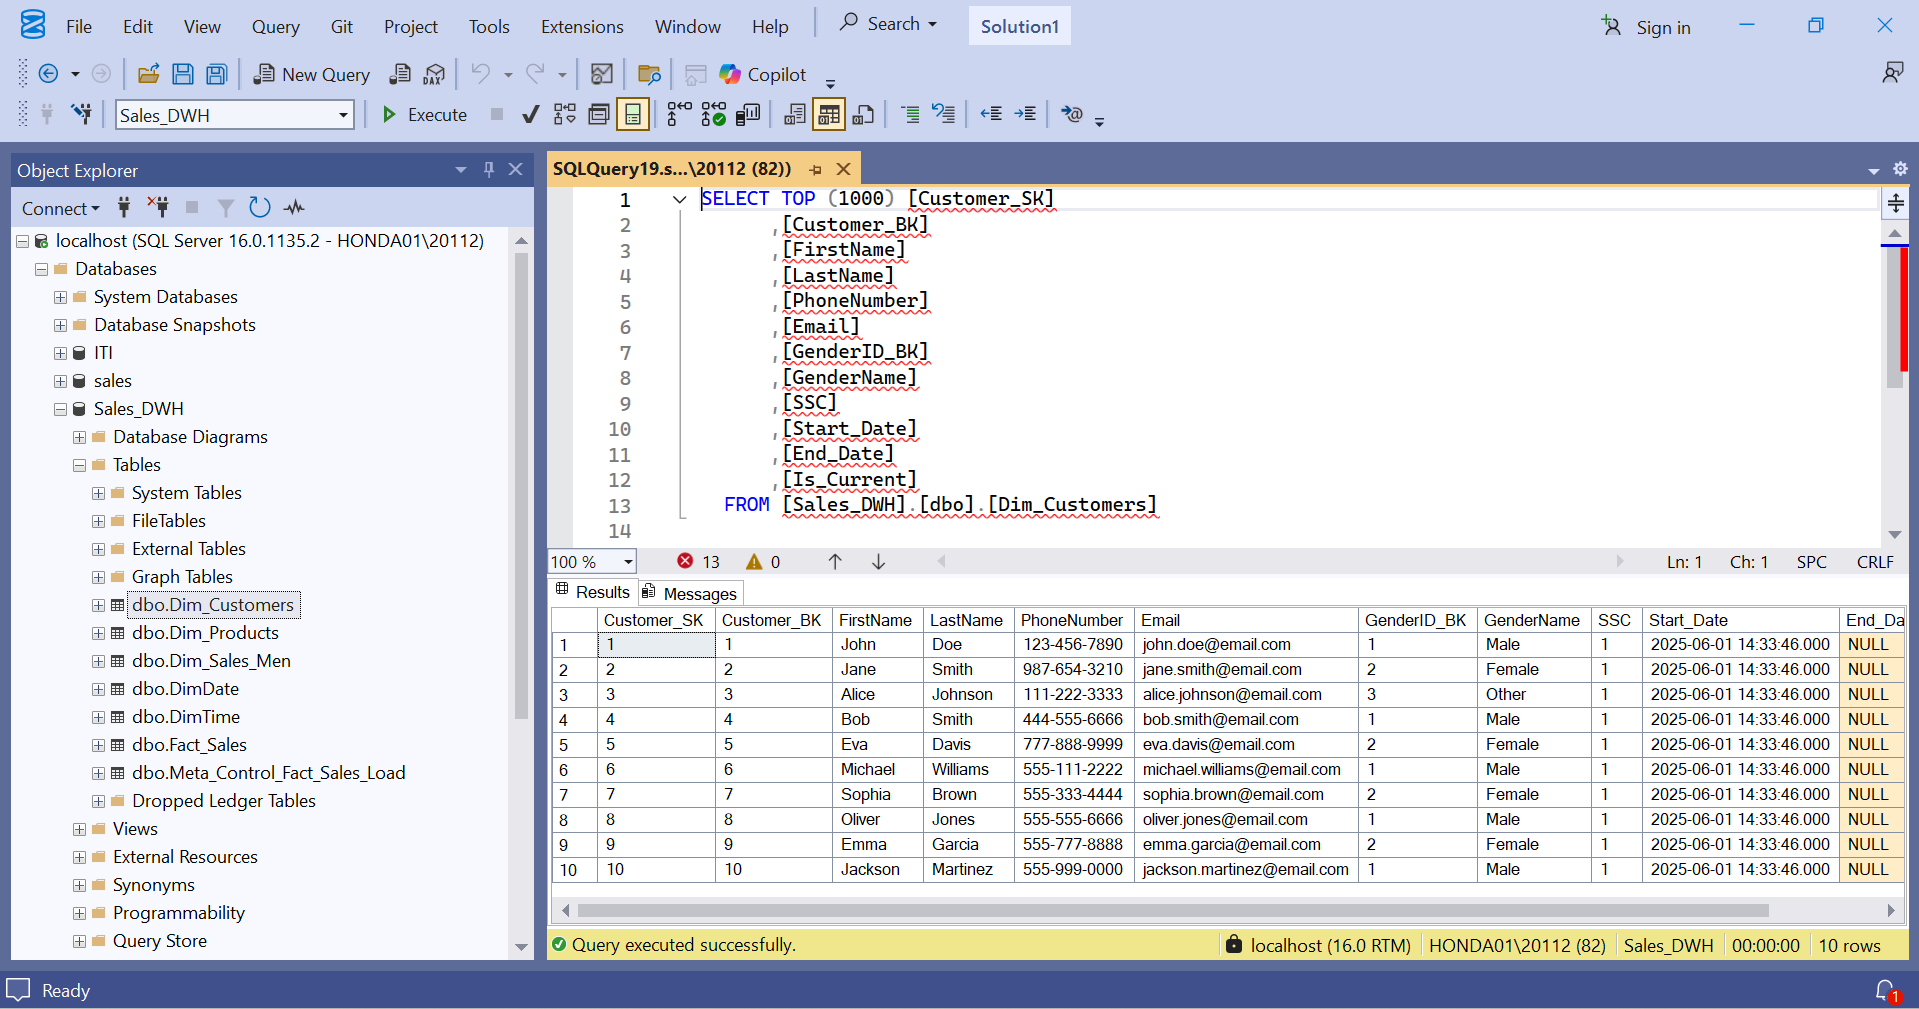 File Edit View Query Git Project Tools Extensions Window Help Search Solution1 Sign in
New Query DAX Copilot
Sales_DWH Execute
Object Explorer
Connect
localhost (SQL Server 16.0.1135.2 - HONDA01\20112)
Databases
System Databases
Database Snapshots
ITI
sales
Sales_DWH
Database Diagrams
Tables
System Tables
FileTables
External Tables
Graph Tables
dbo.Dim_Customers
dbo.Dim_Products
dbo.Dim_Sales_Men
dbo.DimDate
dbo.DimTime
dbo.Fact_Sales
dbo.Meta_Control_Fact_Sales_Load
Dropped Ledger Tables
Views
External Resources
Synonyms
Programmability
Query Store
SQLQuery19.s...\20112 (82))
1 SELECT TOP (1000) [Customer_SK]
2 ,[Customer_BK]
3 ,[FirstName]
4 ,[LastName]
5 ,[PhoneNumber]
6 ,[Email]
7 ,[GenderID_BK]
8 ,[GenderName]
9 ,[SSC]
10 ,[Start_Date]
11 ,[End_Date]
12 ,[Is_Current]
13 FROM [Sales_DWH].[dbo].[Dim_Customers]
14
100 % 13 0 Ln: 1 Ch: 1 SPC CRLF
Results Messages
Customer_SK Customer_BK FirstName LastName PhoneNumber Email GenderID_BK GenderName SSC Start_Date End_Da
1 1 1 John Doe 123-456-7890 john.doe@email.com 1 Male 1 2025-06-01 14:33:46.000 NULL
2 2 2 Jane Smith 987-654-3210 jane.smith@email.com 2 Female 1 2025-06-01 14:33:46.000 NULL
3 3 3 Alice Johnson 111-222-3333 alice.johnson@email.com 3 Other 1 2025-06-01 14:33:46.000 NULL
4 4 4 Bob Smith 444-555-6666 bob.smith@email.com 1 Male 1 2025-06-01 14:33:46.000 NULL
5 5 5 Eva Davis 777-888-9999 eva.davis@email.com 2 Female 1 2025-06-01 14:33:46.000 NULL
6 6 6 Michael Williams 555-111-2222 michael.williams@email.com 1 Male 1 2025-06-01 14:33:46.000 NULL
7 7 7 Sophia Brown 555-333-4444 sophia.brown@email.com 2 Female 1 2025-06-01 14:33:46.000 NULL
8 8 8 Oliver Jones 555-555-6666 oliver.jones@email.com 1 Male 1 2025-06-01 14:33:46.000 NULL
9 9 9 Emma Garcia 555-777-8888 emma.garcia@email.com 2 Female 1 2025-06-01 14:33:46.000 NULL
10 10 10 Jackson Martinez 555-999-0000 jackson.martinez@email.com 1 Male 1 2025-06-01 14:33:46.000 NULL
Query executed successfully. localhost (16.0 RTM) HONDA01\20112 (82) Sales_DWH 00:00:00 10 rows
Ready 1